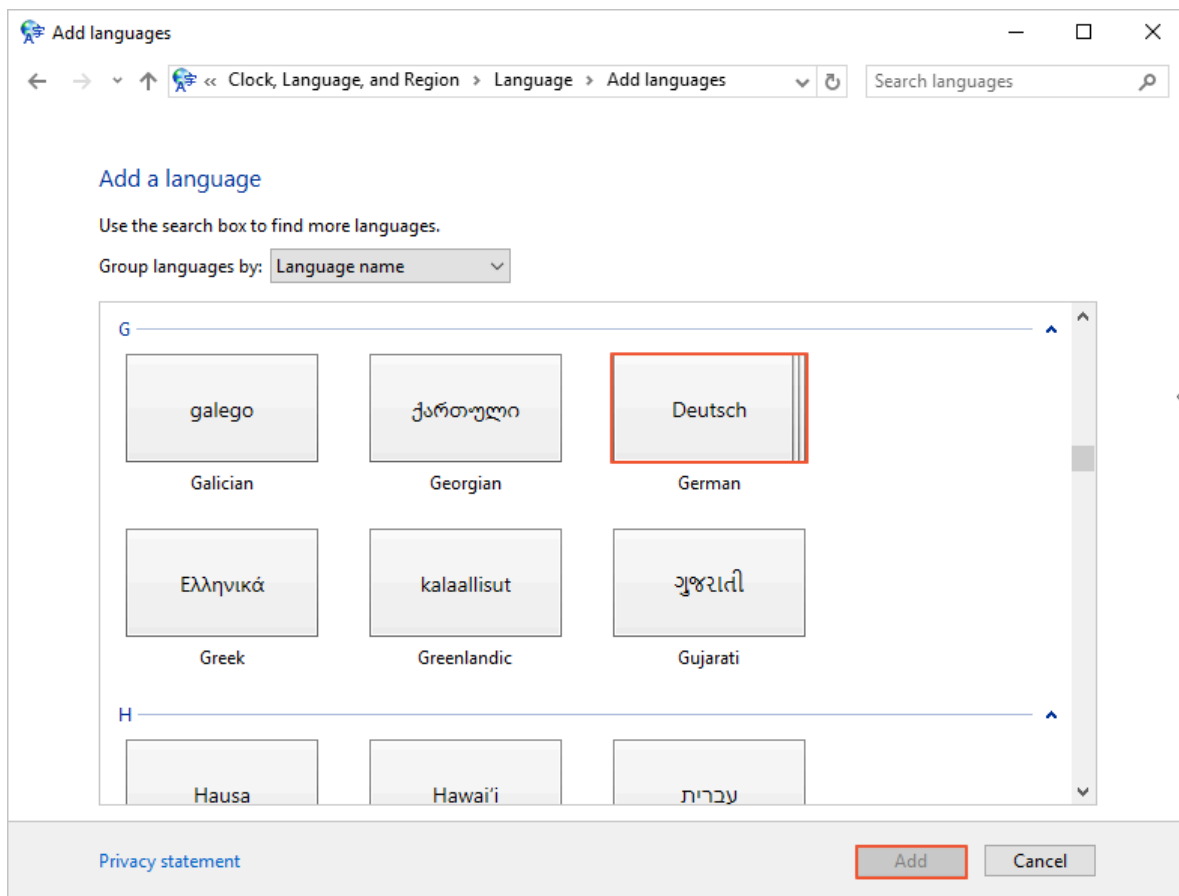 Add languages
« Clock, Language, and Region > Language > Add languages
Search languages
Add a language
Use the search box to find more languages.
Group languages by: Language name
G
galego ქართული Deutsch
Galician Georgian German
Ελληνικά kalaallisut ગુજરાતી
Greek Greenlandic Gujarati
H
Hausa Hawaiʻi עברית
Privacy statement Add Cancel